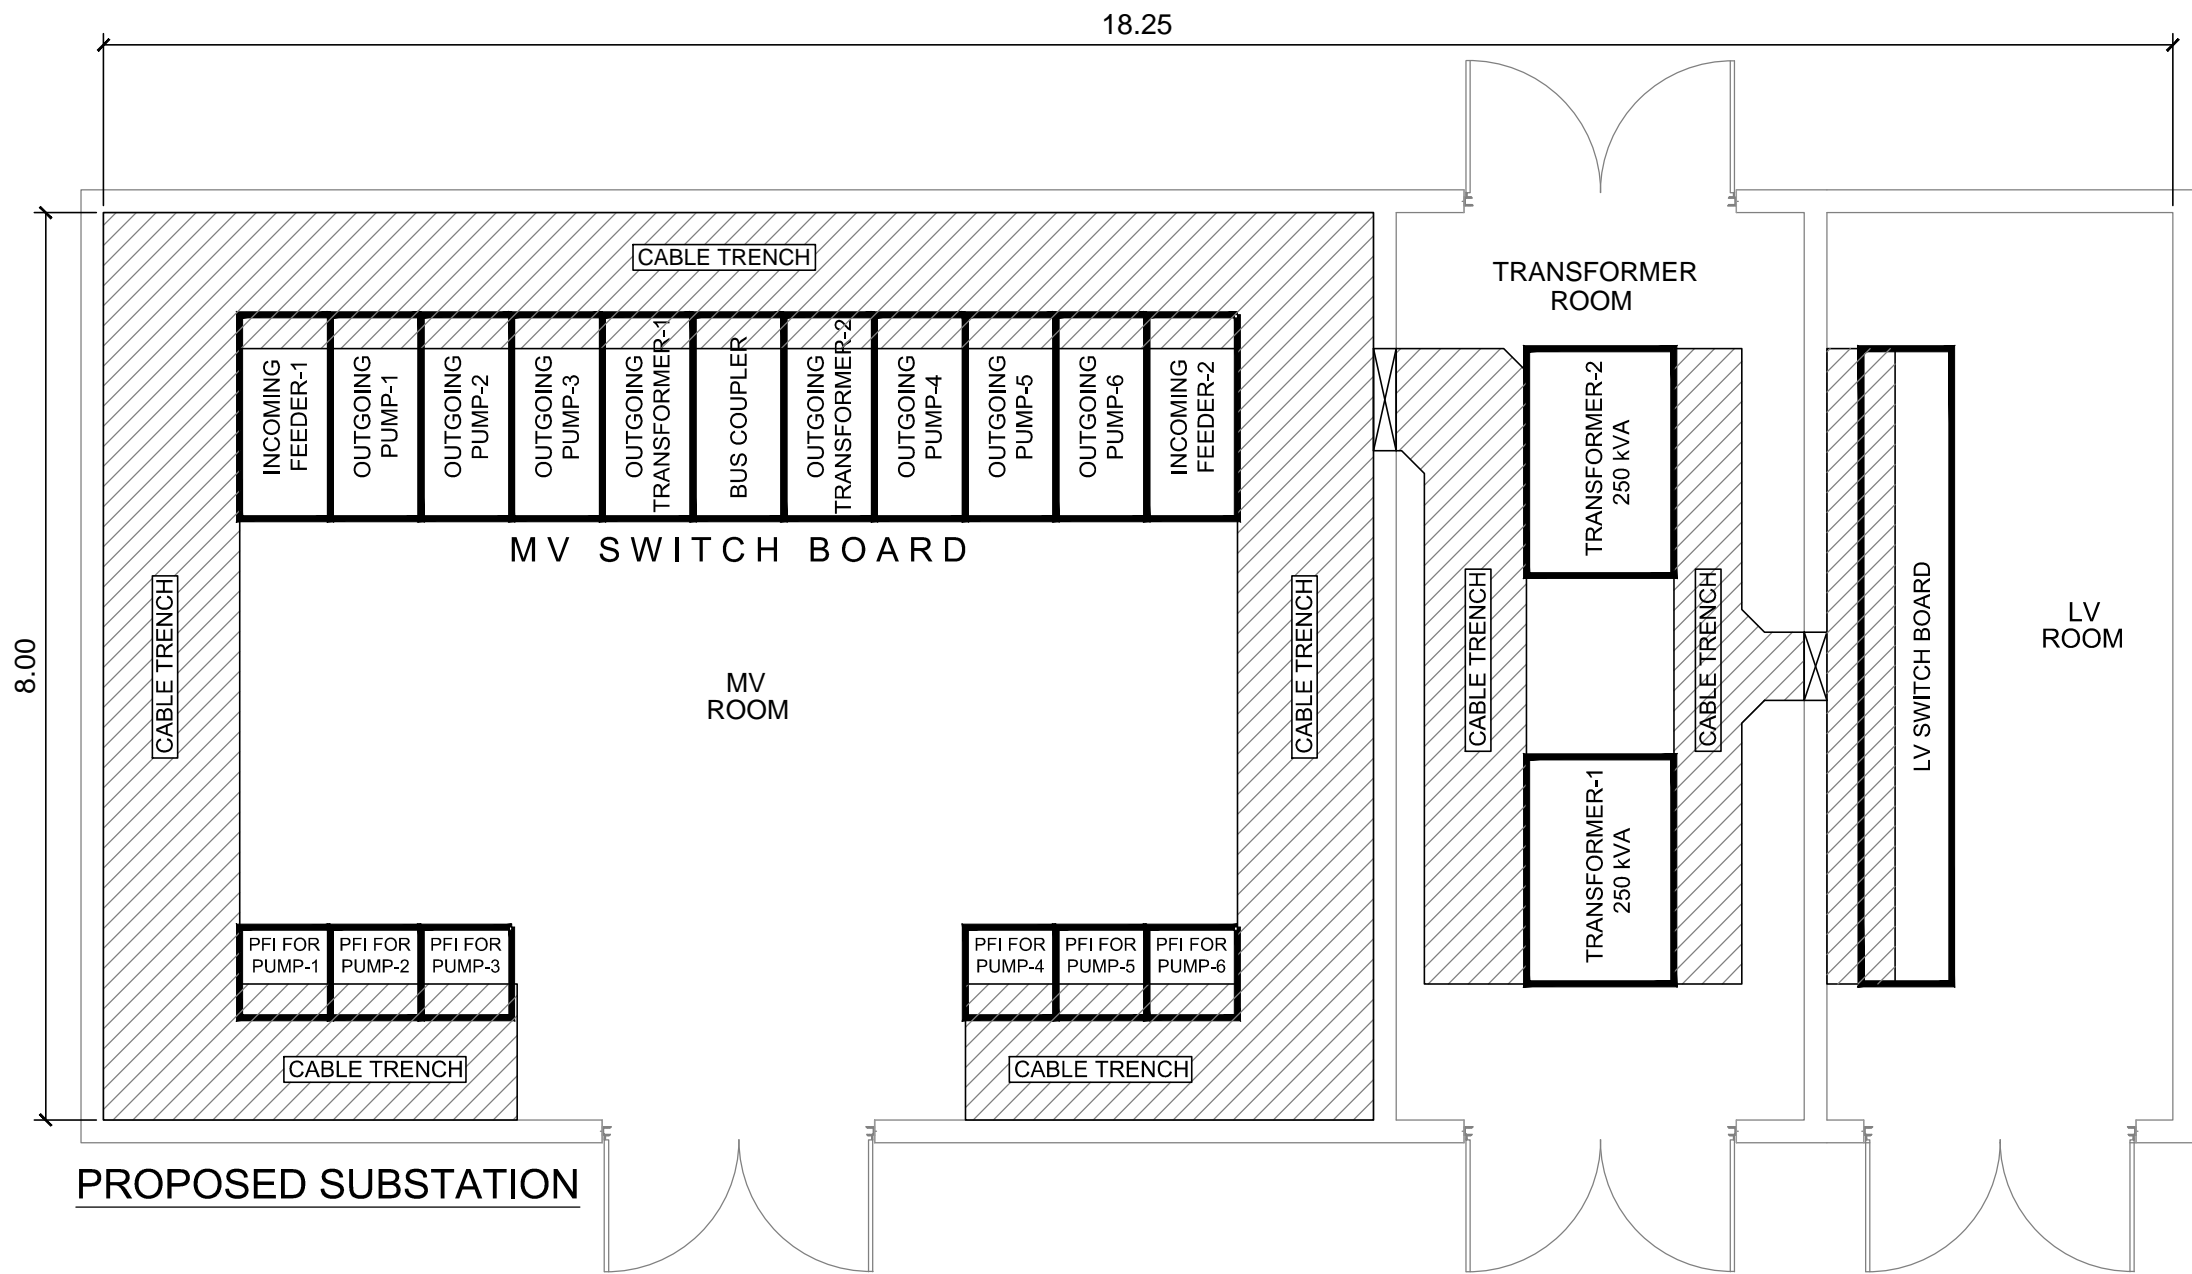 18.25
8.00
CABLE TRENCH
TRANSFORMER
ROOM
INCOMING
FEEDER-1
OUTGOING
PUMP-1
OUTGOING
PUMP-2
OUTGOING
PUMP-3
OUTGOING
TRANSFORMER-1
BUS COUPLER
OUTGOING
TRANSFORMER-2
OUTGOING
PUMP-4
OUTGOING
PUMP-5
OUTGOING
PUMP-6
INCOMING
FEEDER-2
MV SWITCH BOARD
TRANSFORMER-2
250 kVA
CABLE TRENCH
MV
ROOM
CABLE TRENCH
CABLE TRENCH
CABLE TRENCH
LV SWITCH BOARD
LV
ROOM
TRANSFORMER-1
250 kVA
PFI FOR
PUMP-1
PFI FOR
PUMP-2
PFI FOR
PUMP-3
PFI FOR
PUMP-4
PFI FOR
PUMP-5
PFI FOR
PUMP-6
CABLE TRENCH
CABLE TRENCH
PROPOSED SUBSTATION